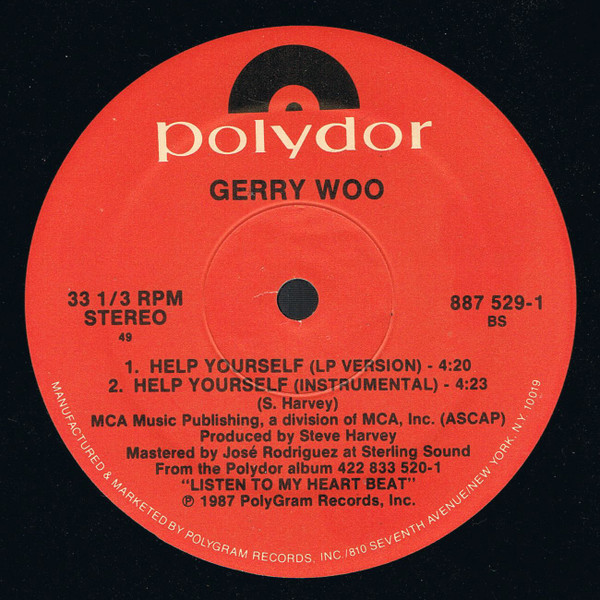 polydor
GERRY WOO
33 1/3 RPM
STEREO
49
887 529-1
BS
1. HELP YOURSELF (LP VERSION) - 4:20
2. HELP YOURSELF (INSTRUMENTAL) - 4:23
(S. Harvey)
MCA Music Publishing, a division of MCA, Inc. (ASCAP)
Produced by Steve Harvey
Mastered by José Rodriguez at Sterling Sound
From the Polydor album 422 833 520-1
"LISTEN TO MY HEART BEAT"
℗ 1987 PolyGram Records, Inc.
MANUFACTURED & MARKETED BY POLYGRAM RECORDS, INC./810 SEVENTH AVENUE/NEW YORK, N.Y. 10019